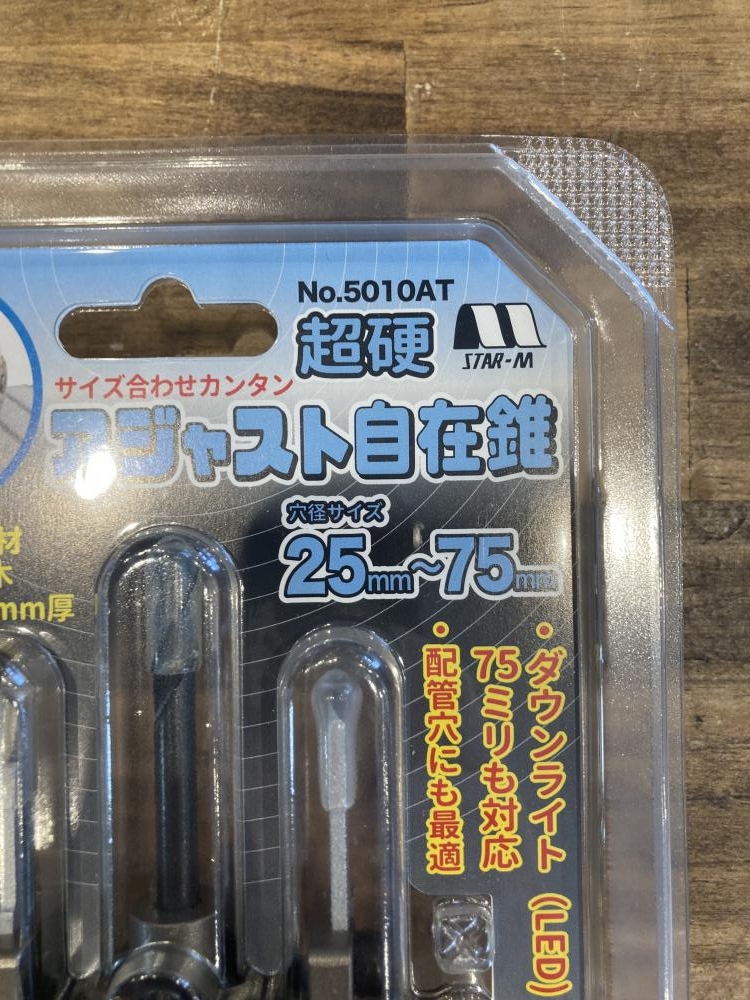 No.5010AT
超硬
STAR-M
サイズ合わせカンタン
アジャスト自在錐
穴径サイズ
25mm~75mm
材
木
mm厚
・ダウンライト(LED)
75ミリも対応
・配管穴にも最適